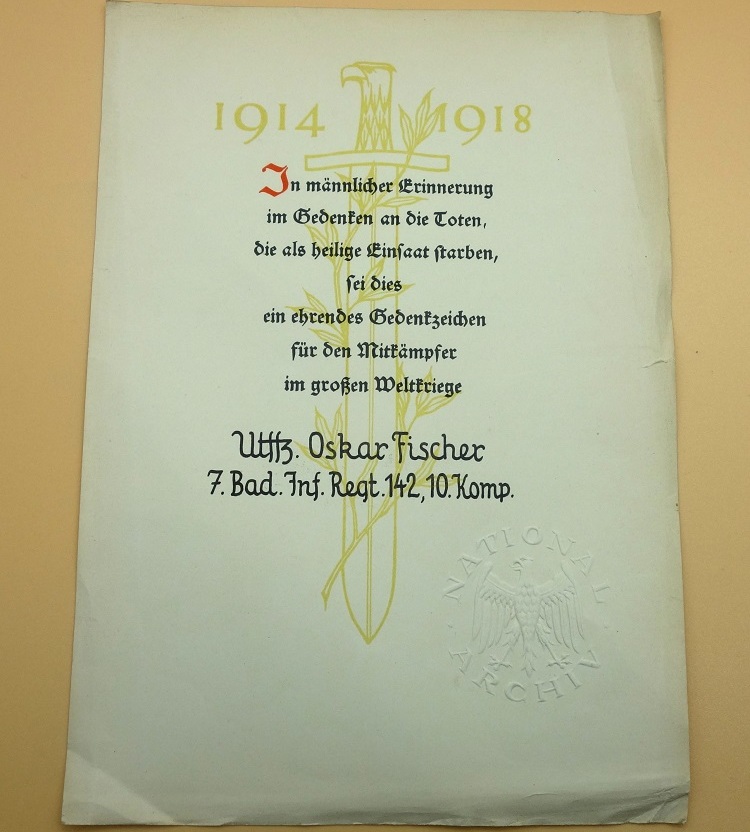 1914 1918
In männlicher Erinnerung
im Gedenken an die Toten,
die als heilige Einsaat starben,
sei dies
ein ehrendes Gedenkzeichen
für den Mitkämpfer
im großen Weltkriege
Utffz. Oskar Fischer
7. Bad. Inf. Regt. 142, 10. Komp.
NATIONAL
ARCHIV